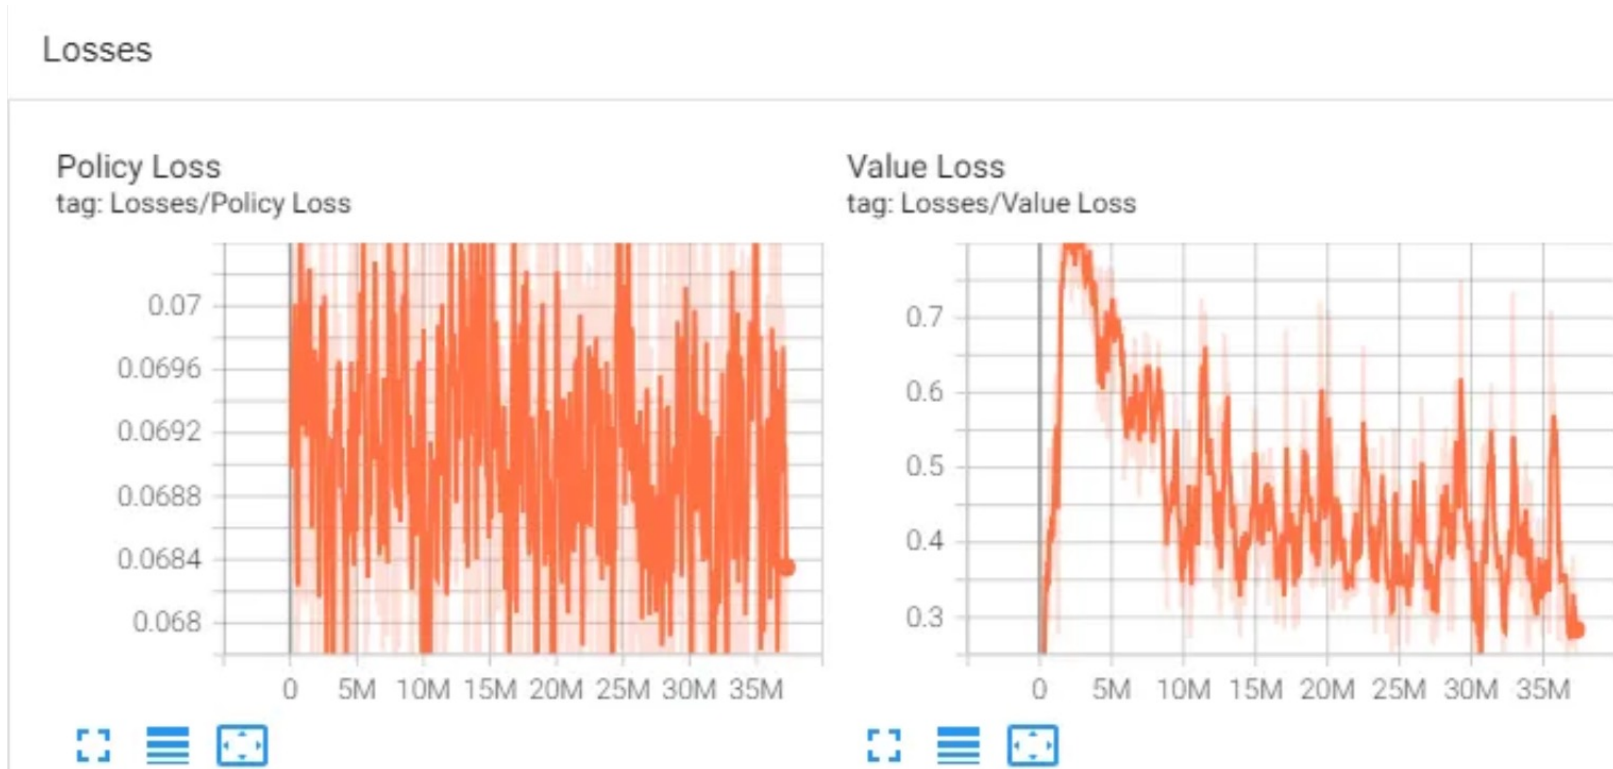 Losses
Policy Loss
tag: Losses/Policy Loss
0.07
0.0696
0.0692
0.0688
0.0684
0.068
0 5M 10M 15M 20M 25M 30M 35M
Value Loss
tag: Losses/Value Loss
0.7
0.6
0.5
0.4
0.3
0 5M 10M 15M 20M 25M 30M 35M